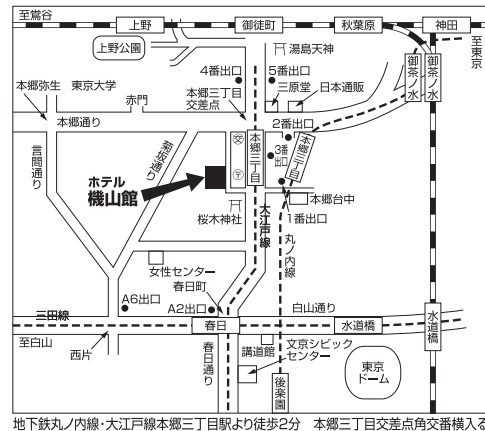 至鶯谷
上野
御徒町
秋葉原
神田
至東京
上野公園
湯島天神
御茶ノ水
御茶ノ水
4番出口
5番出口
三原堂
日本通販
本郷弥生
東京大学
本郷三丁目
交差点
赤門
本郷通り
2番出口
菊坂通り
言問通り
本郷三丁目
3番
出口
本郷三丁目
ホテル
機山館
本郷台中
1番出口
桜木神社
大江戸線
丸ノ内線
女性センター
春日町
A6出口
A2出口
白山通り
三田線
春日
水道橋
水道橋
至白山
西片
春日通り
講道館
文京シビック
センター
後楽園
東京
ドーム
地下鉄丸ノ内線・大江戸線本郷三丁目駅より徒歩2分　本郷三丁目交差点角交番横入る